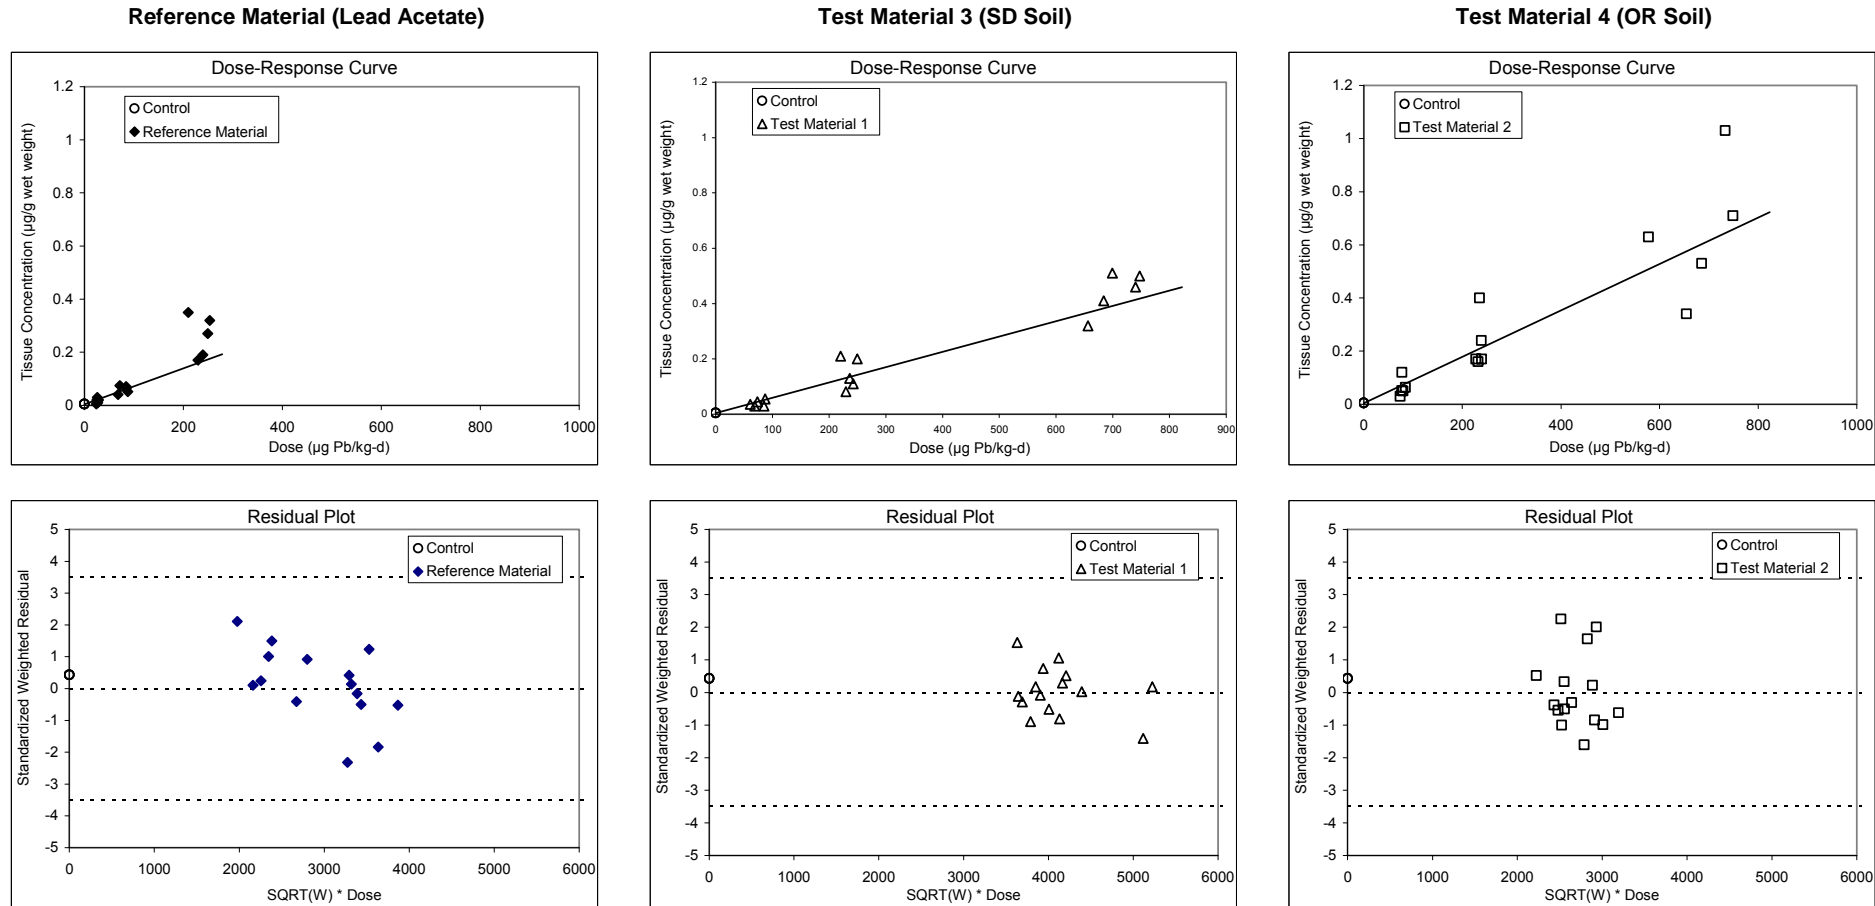 Reference Material (Lead Acetate)
Dose-Response Curve
Tissue Concentration (µg/g wet weight)
1.2
1
0.8
0.6
0.4
0.2
0
Control
Reference Material
0 200 400 600 800 1000
Dose (µg Pb/kg-d)
Test Material 3 (SD Soil)
Dose-Response Curve
Tissue Concentration (µg/g wet weight)
1.2
1
0.8
0.6
0.4
0.2
0
Control
Test Material 1
0 100 200 300 400 500 600 700 800 900
Dose (µg Pb/kg-d)
Test Material 4 (OR Soil)
Dose-Response Curve
Tissue Concentration (µg/g wet weight)
1.2
1
0.8
0.6
0.4
0.2
0
Control
Test Material 2
0 200 400 600 800 1000
Dose (µg Pb/kg-d)
Residual Plot
Standardized Weighted Residual
5
4
3
2
1
0
-1
-2
-3
-4
-5
Control
Reference Material
0 1000 2000 3000 4000 5000 6000
SQRT(W) * Dose
Residual Plot
Standardized Weighted Residual
5
4
3
2
1
0
-1
-2
-3
-4
-5
Control
Test Material 1
0 1000 2000 3000 4000 5000 6000
SQRT(W) * Dose
Residual Plot
Standardized Weighted Residual
5
4
3
2
1
0
-1
-2
-3
-4
-5
Control
Test Material 2
0 1000 2000 3000 4000 5000 6000
SQRT(W) * Dose